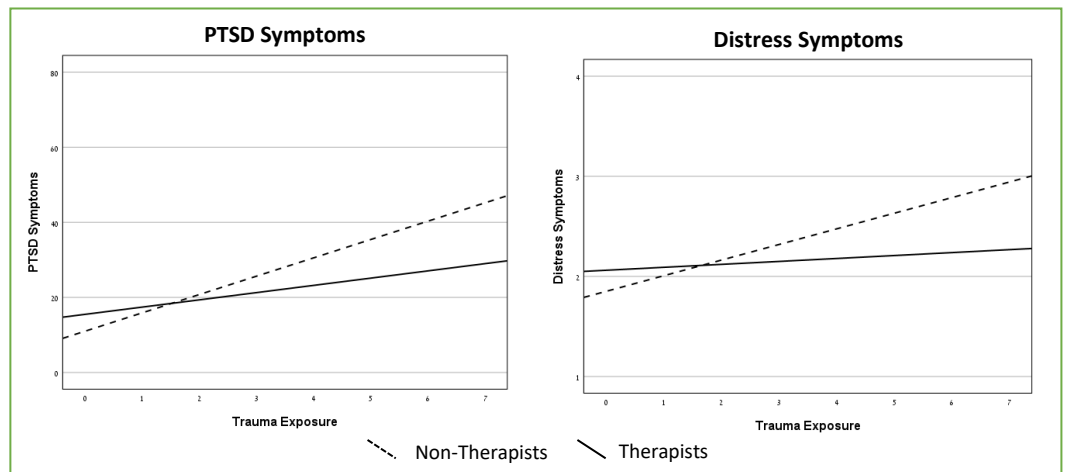 PTSD Symptoms
80
60
40
20
0
PTSD Symptoms
0 1 2 3 4 5 6 7
Trauma Exposure
Distress Symptoms
4
3
2
1
Distress Symptoms
0 1 2 3 4 5 6 7
Trauma Exposure
Non-Therapists Therapists